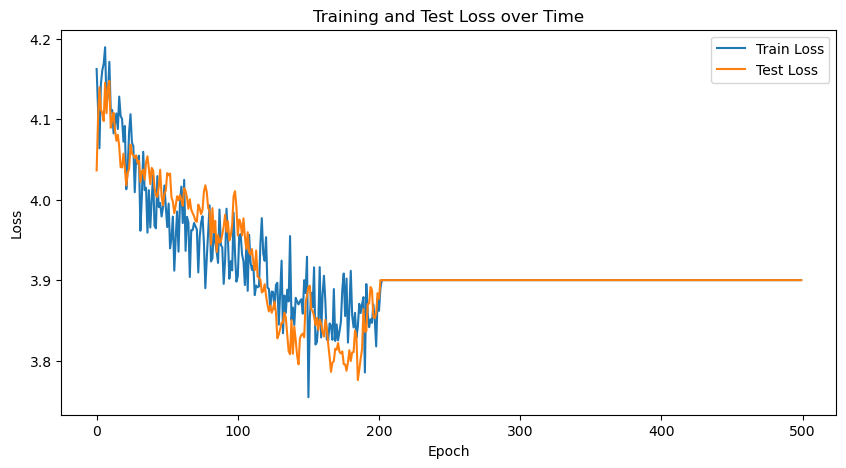 Training and Test Loss over Time
Train Loss
Test Loss
4.2
4.1
4.0
3.9
3.8
Loss
0
100
200
300
400
500
Epoch